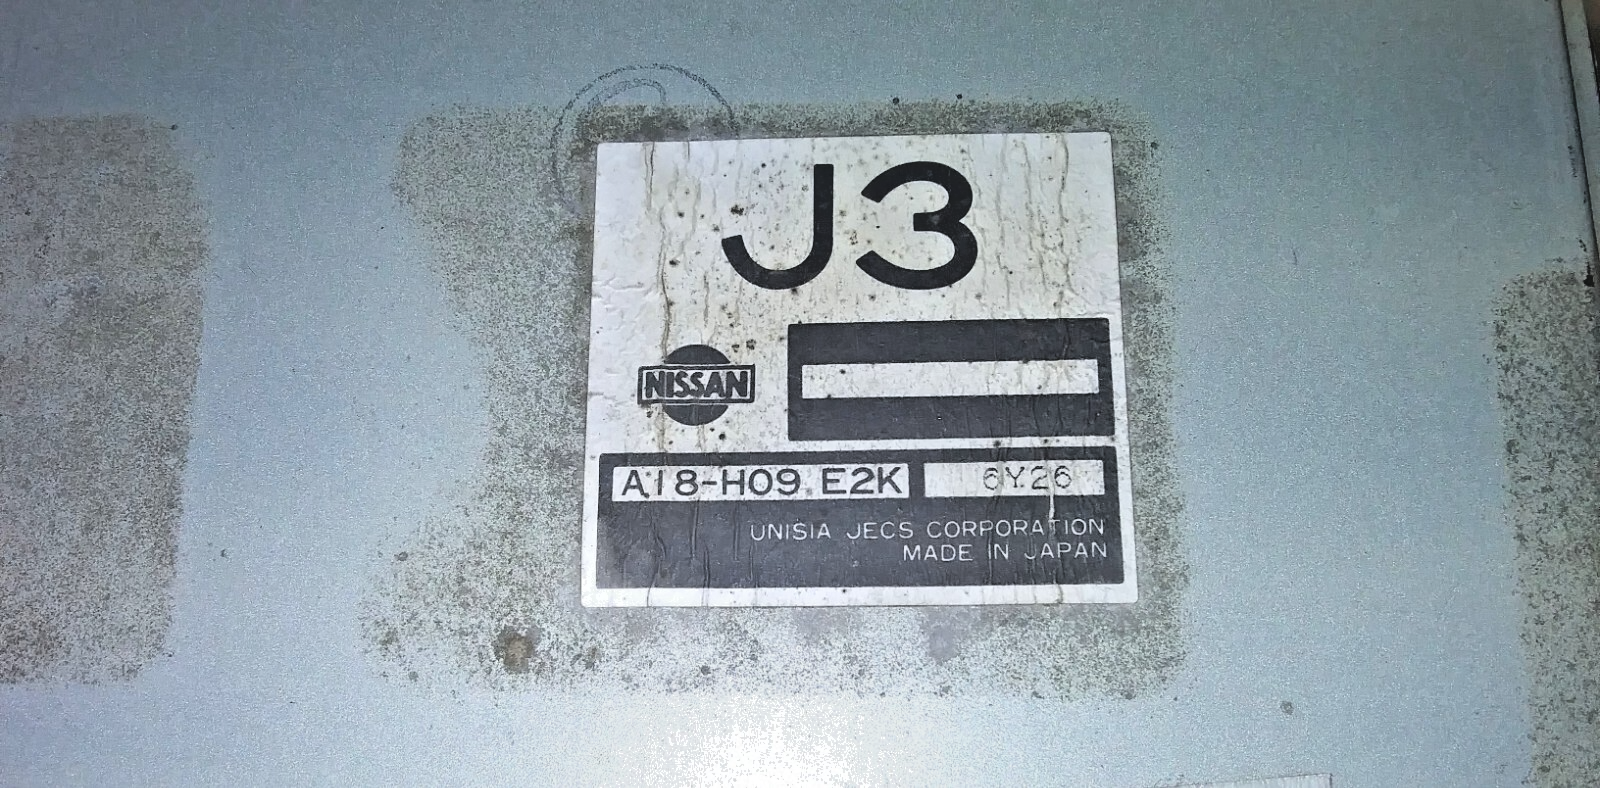 J3
NISSAN
A18-H09 E2K 6Y26
UNISIA JECS CORPORATION
MADE IN JAPAN